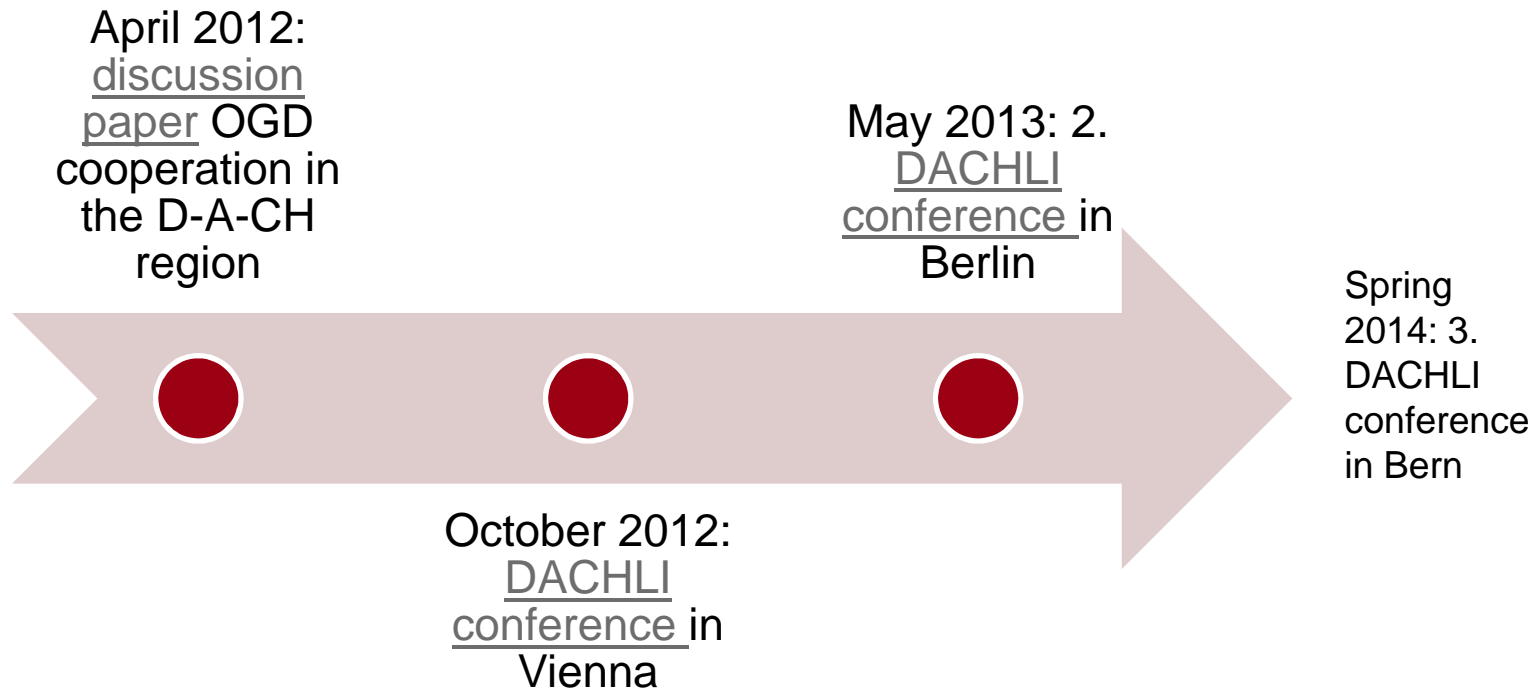 April 2012:
discussion
paper OGD
cooperation in
the D-A-CH
region
October 2012:
DACHLI
conference in
Vienna
May 2013: 2.
DACHLI
conference in
Berlin
Spring
2014: 3.
DACHLI
conference
in Bern